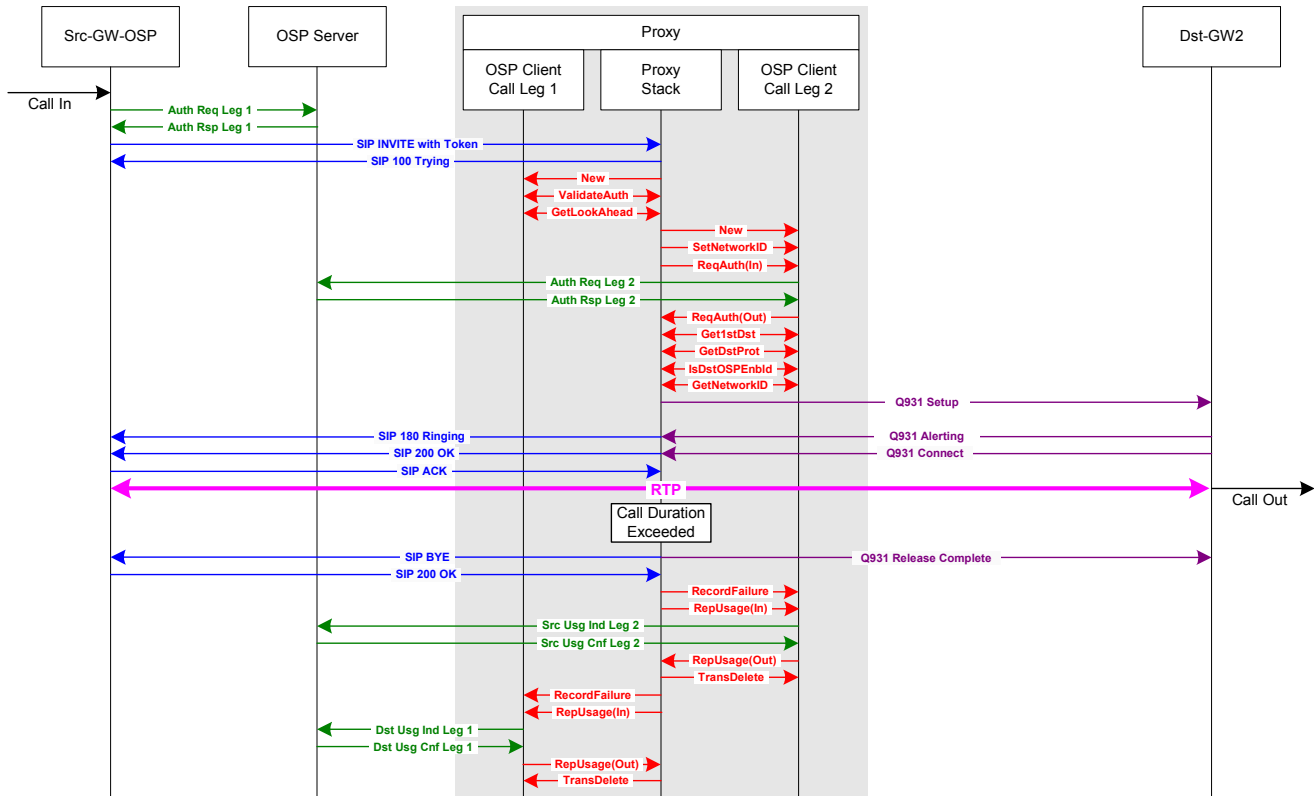 Src-GW-OSP
OSP Server
Proxy
Dst-GW2
OSP Client
Call Leg 1
Proxy
Stack
OSP Client
Call Leg 2
Call In
Auth Req Leg 1
Auth Rsp Leg 1
SIP INVITE with Token
SIP 100 Trying
New
ValidateAuth
GetLookAhead
New
SetNetworkID
ReqAuth(In)
Auth Req Leg 2
Auth Rsp Leg 2
ReqAuth(Out)
Get1stDst
GetDstProt
IsDstOSPEnbld
GetNetworkID
Q931 Setup
SIP 180 Ringing
Q931 Alerting
SIP 200 OK
Q931 Connect
SIP ACK
RTP
Call Out
Call Duration
Exceeded
SIP BYE
Q931 Release Complete
SIP 200 OK
RecordFailure
RepUsage(In)
Src Usg Ind Leg 2
Src Usg Cnf Leg 2
RepUsage(Out)
TransDelete
RecordFailure
RepUsage(In)
Dst Usg Ind Leg 1
Dst Usg Cnf Leg 1
RepUsage(Out)
TransDelete